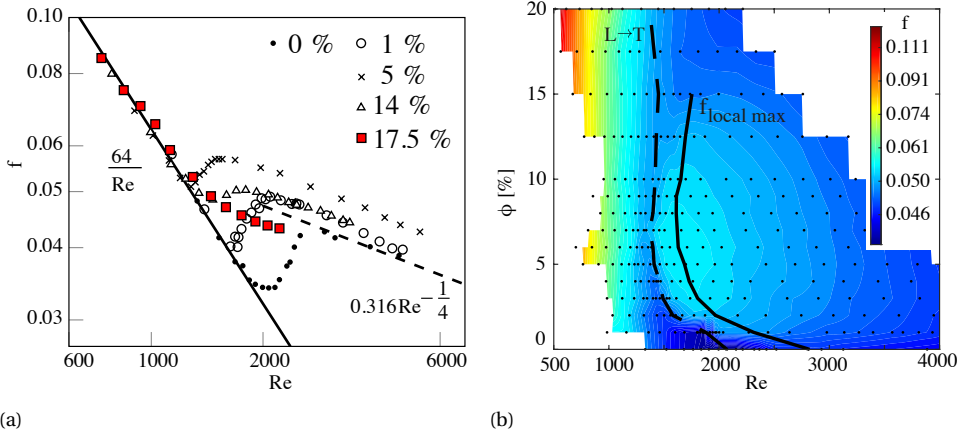 0.10
0.08
0.06
0.05
0.04
0.03
f
600
1000
2000
6000
Re
0 %
1 %
5 %
14 %
17.5 %
64
Re
0.316Re^-1/4
(a)
20
15
10
5
0
ϕ [%]
500
1000
2000
3000
4000
Re
L→T
f local max
f
0.111
0.091
0.074
0.061
0.050
0.046
(b)